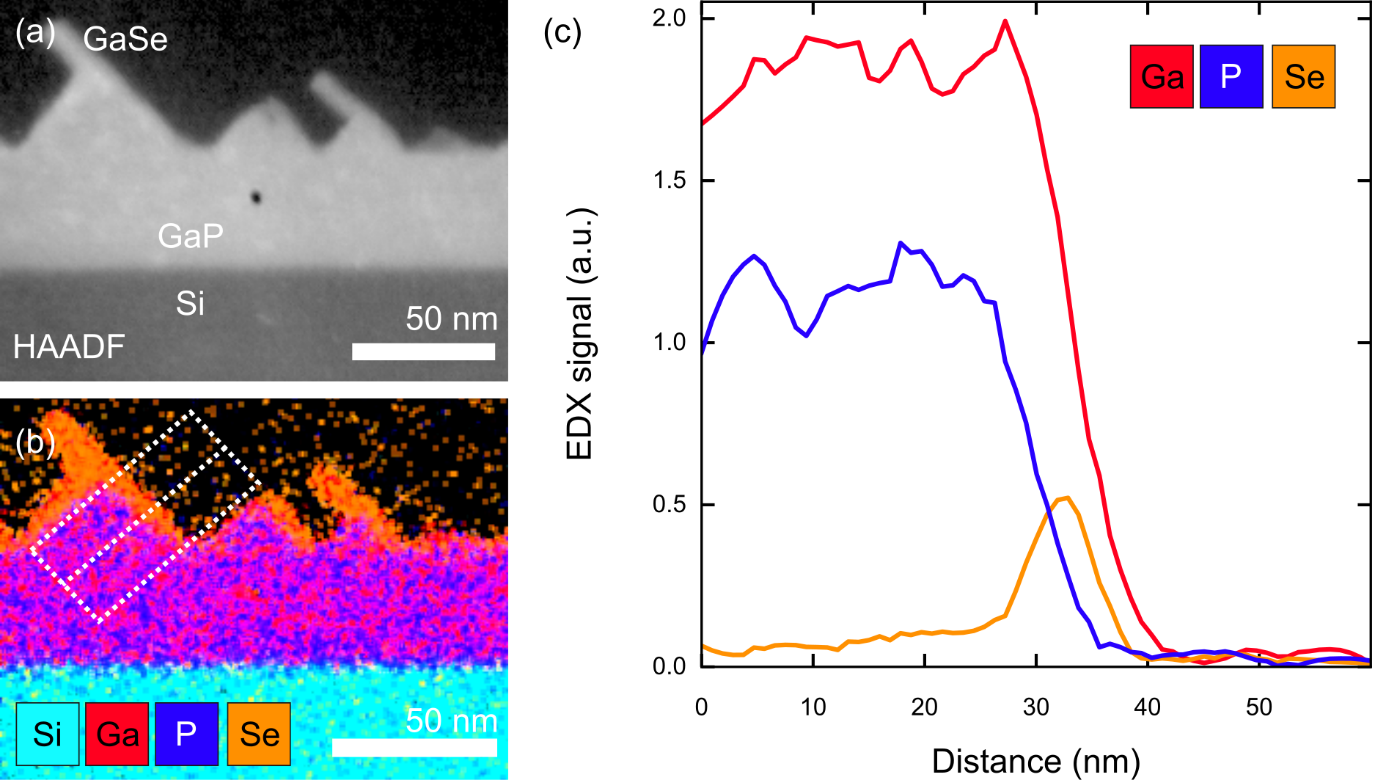 (a)
GaSe
GaP
Si
50 nm
HAADF
(b)
Si Ga P Se
50 nm
(c)
Ga P Se
2.0
1.5
1.0
0.5
0.0
EDX signal (a.u.)
0 10 20 30 40 50
Distance (nm)